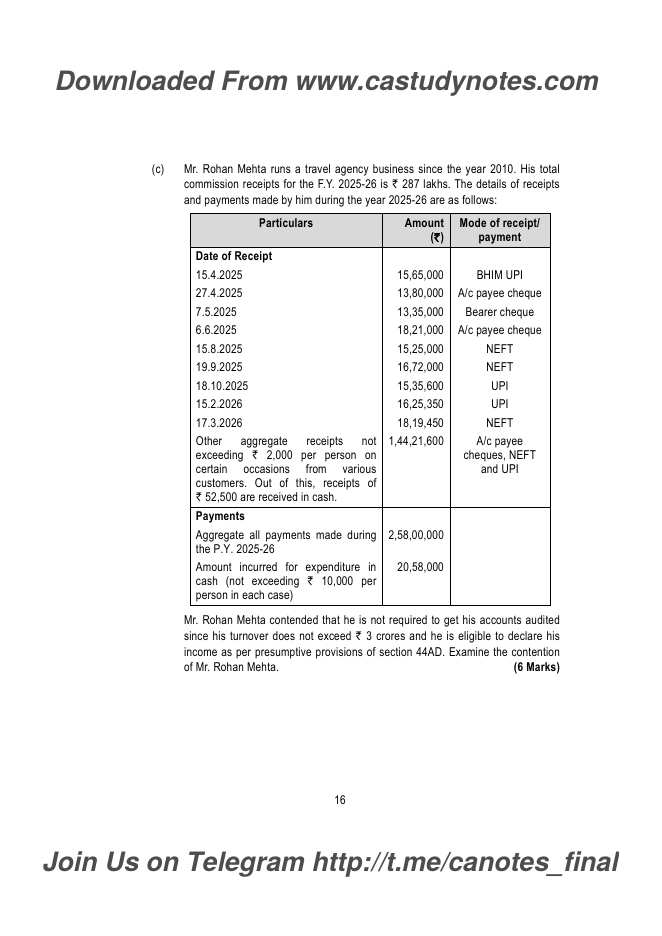 Downloaded From www.castudynotes.com
(c) Mr. Rohan Mehta runs a travel agency business since the year 2010. His total
commission receipts for the F.Y. 2025-26 is ₹ 287 lakhs. The details of receipts
and payments made by him during the year 2025-26 are as follows:
Particulars Amount Mode of receipt/
(₹) payment
Date of Receipt
15.4.2025 15,65,000 BHIM UPI
27.4.2025 13,80,000 A/c payee cheque
7.5.2025 13,35,000 Bearer cheque
6.6.2025 18,21,000 A/c payee cheque
15.8.2025 15,25,000 NEFT
19.9.2025 16,72,000 NEFT
18.10.2025 15,35,600 UPI
15.2.2026 16,25,350 UPI
17.3.2026 18,19,450 NEFT
Other aggregate receipts not 1,44,21,600 A/c payee
exceeding ₹ 2,000 per person on cheques, NEFT
certain occasions from various and UPI
customers. Out of this, receipts of
₹ 52,500 are received in cash.
Payments
Aggregate all payments made during 2,58,00,000
the P.Y. 2025-26
Amount incurred for expenditure in 20,58,000
cash (not exceeding ₹ 10,000 per
person in each case)
Mr. Rohan Mehta contended that he is not required to get his accounts audited
since his turnover does not exceed ₹ 3 crores and he is eligible to declare his
income as per presumptive provisions of section 44AD. Examine the contention
of Mr. Rohan Mehta. (6 Marks)
16
Join Us on Telegram http://t.me/canotes_final